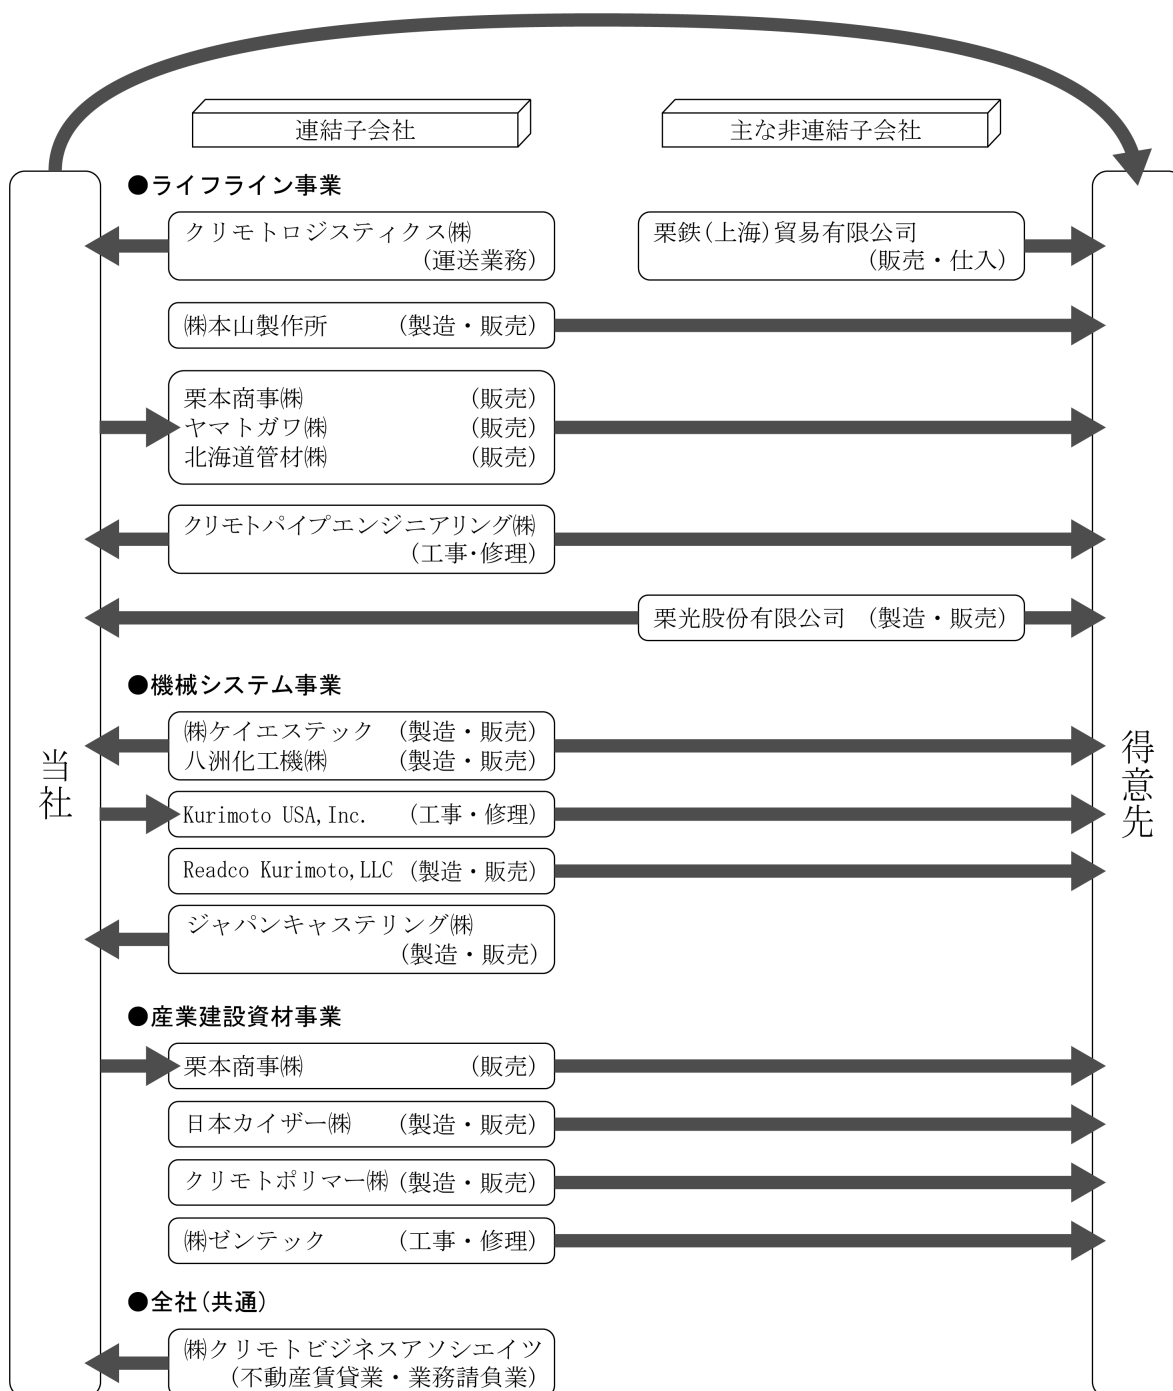 連結子会社
主な非連結子会社
●ライフライン事業
クリモトロジスティクス㈱
(運送業務)
栗鉄(上海)貿易有限公司
(販売・仕入)
㈱本山製作所 (製造・販売)
栗本商事㈱ (販売)
ヤマトガワ㈱ (販売)
北海道管材㈱ (販売)
クリモトパイプエンジニアリング㈱
(工事・修理)
栗光股份有限公司 (製造・販売)
●機械システム事業
㈱ケイエステック (製造・販売)
八洲化工機㈱ (製造・販売)
当社
得意先
Kurimoto USA,Inc. (工事・修理)
Readco Kurimoto,LLC (製造・販売)
ジャパンキャステリング㈱
(製造・販売)
●産業建設資材事業
栗本商事㈱ (販売)
日本カイザー㈱ (製造・販売)
クリモトポリマー㈱ (製造・販売)
㈱ゼンテック (工事・修理)
●全社(共通)
㈱クリモトビジネスアソシエイツ
(不動産賃貸業・業務請負業)